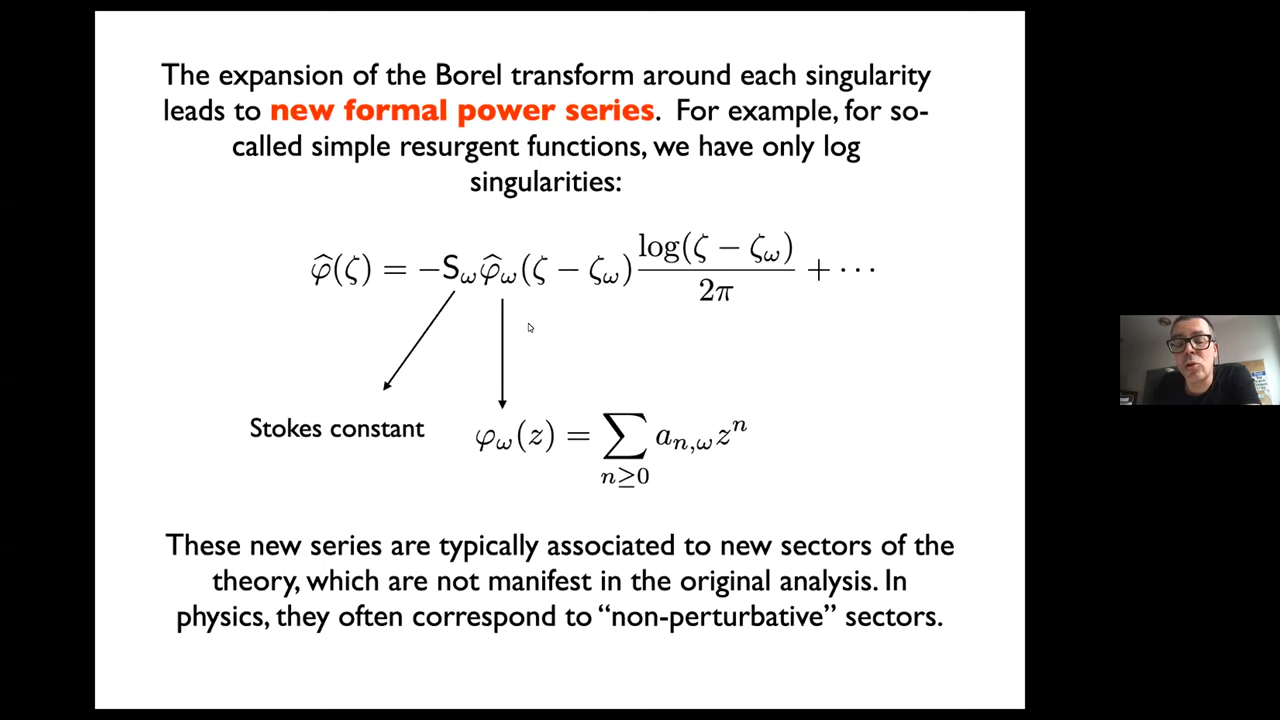 The expansion of the Borel transform around each singularity
leads to new formal power series. For example, for so-
called simple resurgent functions, we have only log
singularities:
φ̂(ζ) = −S_ω φ̂_ω(ζ − ζ_ω) log(ζ − ζ_ω)/2π + ⋯
Stokes constant
φ_ω(z) = ∑_{n≥0} a_{n,ω} z^n
These new series are typically associated to new sectors of the
theory, which are not manifest in the original analysis. In
physics, they often correspond to “non-perturbative” sectors.